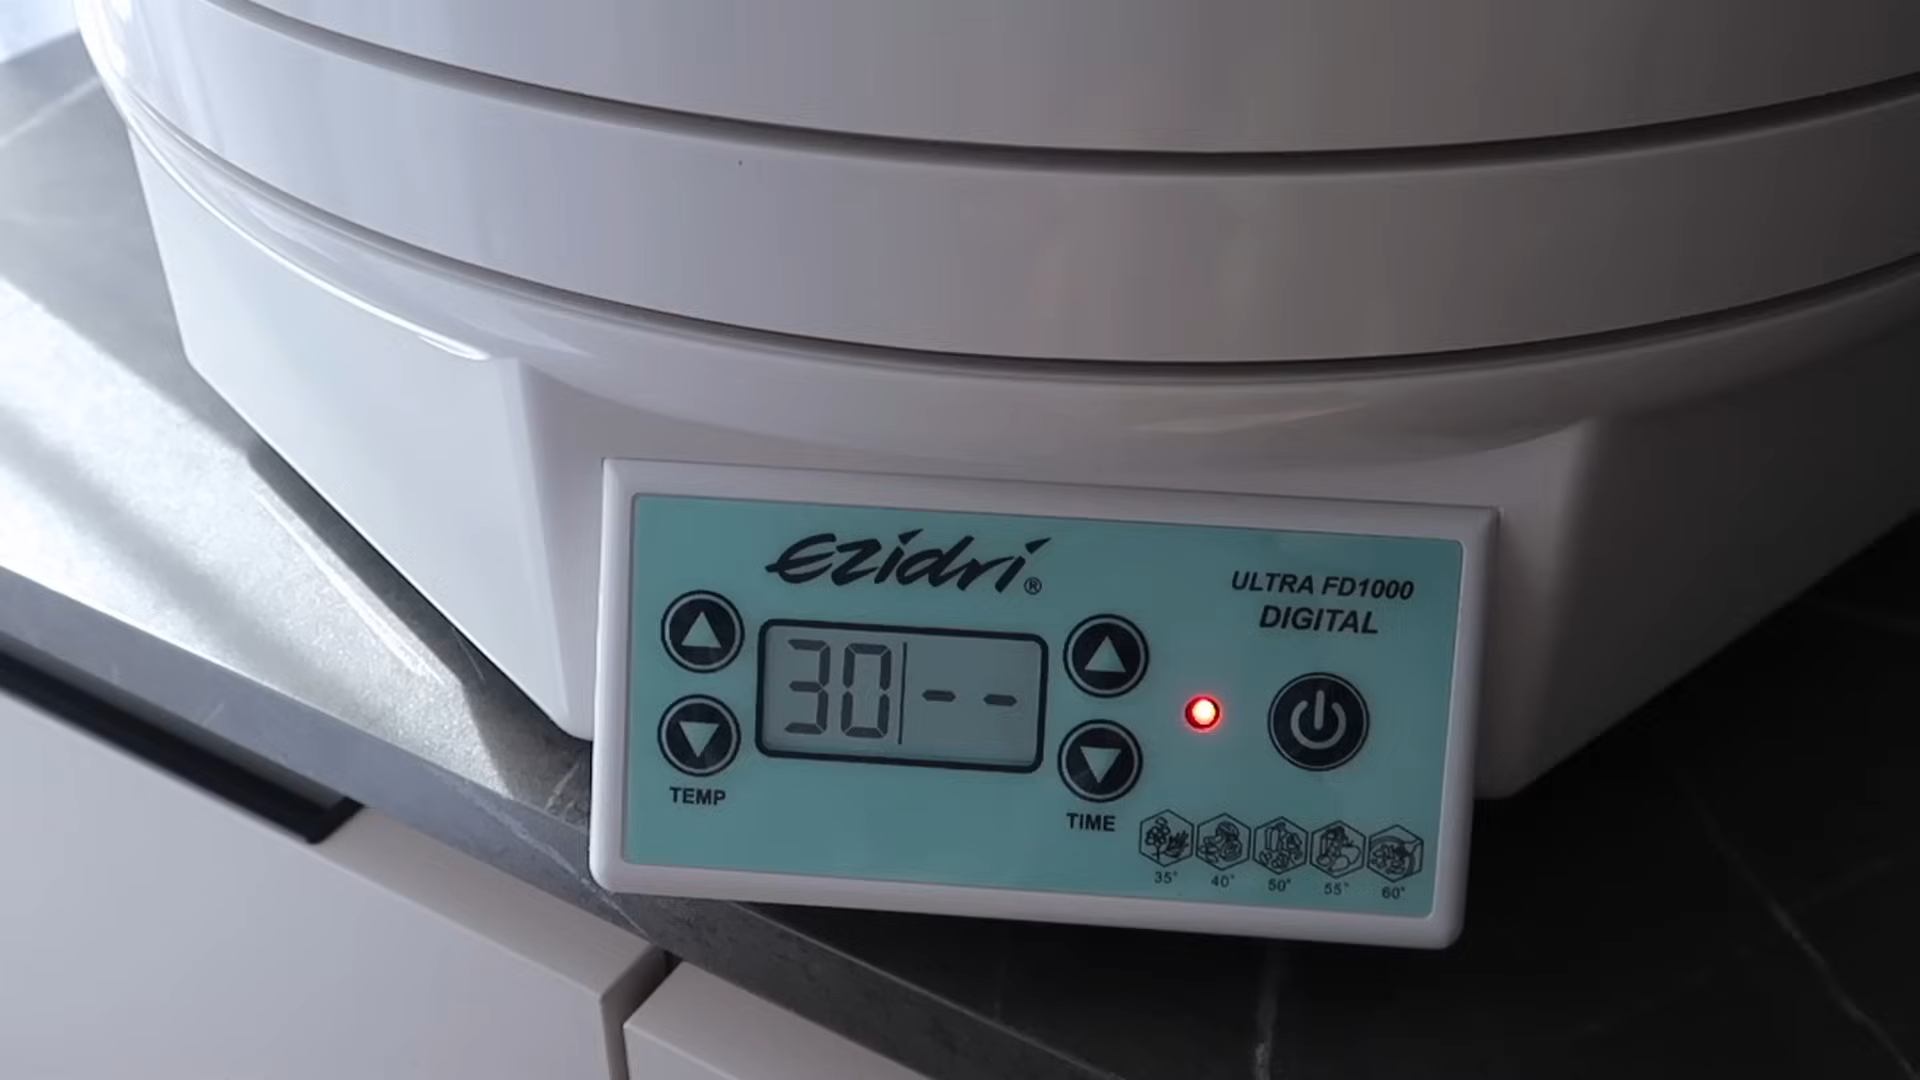 Ezidri®
ULTRA FD1000
DIGITAL
30 --
TEMP
TIME
35° 40° 50° 55° 60°